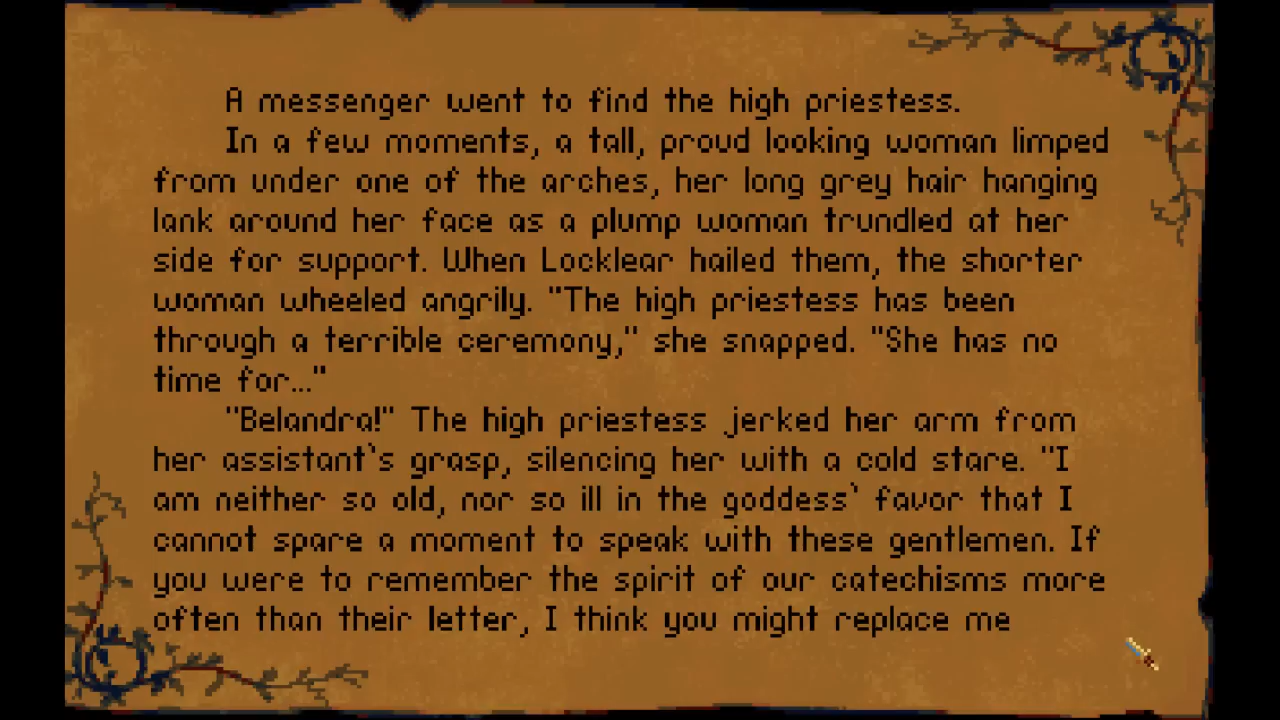 A messenger went to find the high priestess.
In a few moments, a tall, proud looking woman limped
from under one of the arches, her long grey hair hanging
lank around her face as a plump woman trundled at her
side for support. When Locklear hailed them, the shorter
woman wheeled angrily. "The high priestess has been
through a terrible ceremony," she snapped. "She has no
time for..."
"Belandra!" The high priestess jerked her arm from
her assistant`s grasp, silencing her with a cold stare. "I
am neither so old, nor so ill in the goddess` favor that I
cannot spare a moment to speak with these gentlemen. If
you were to remember the spirit of our catechisms more
often than their letter, I think you might replace me